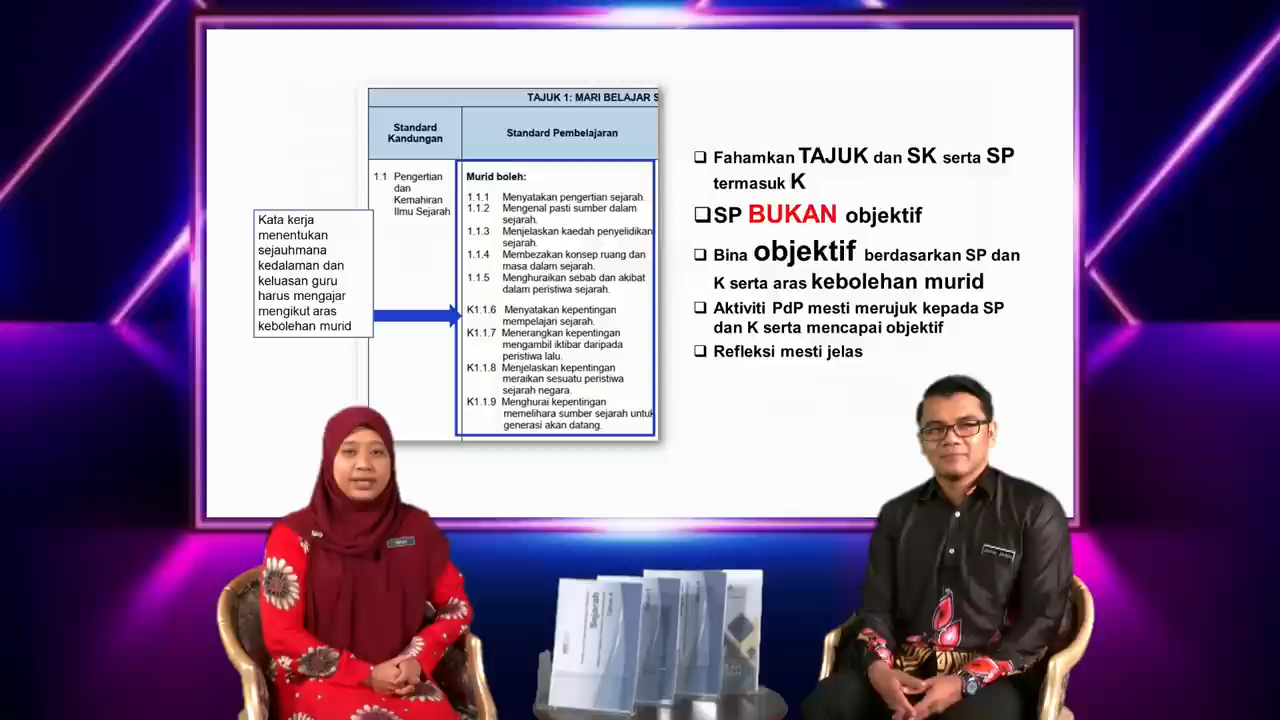 TAJUK 1: MARI BELAJAR S
Standard
Kandungan
Standard Pembelajaran
1.1 Pengertian
dan
Kemahiran
Ilmu Sejarah
Murid boleh:
1.1.1 Menyatakan pengertian sejarah.
1.1.2 Mengenal pasti sumber dalam
sejarah.
1.1.3 Menjelaskan kaedah penyelidikan
sejarah.
1.1.4 Membezakan konsep ruang dan
masa dalam sejarah.
1.1.5 Menghuraikan sebab dan akibat
dalam peristiwa sejarah.
K1.1.6 Menyatakan kepentingan
mempelajari sejarah.
K1.1.7 Menerangkan kepentingan
mengambil iktibar daripada
peristiwa lalu.
K1.1.8 Menjelaskan kepentingan
meraikan sesuatu peristiwa
sejarah negara.
K1.1.9 Menghurai kepentingan
memelihara sumber sejarah untuk
generasi akan datang.
Kata kerja
menentukan
sejauhmana
kedalaman dan
keluasan guru
harus mengajar
mengikut aras
kebolehan murid
❑ Fahamkan TAJUK dan SK serta SP
termasuk K
❑ SP BUKAN objektif
❑ Bina objektif berdasarkan SP dan
K serta aras kebolehan murid
❑ Aktiviti PdP mesti merujuk kepada SP
dan K serta mencapai objektif
❑ Refleksi mesti jelas
Sejarah